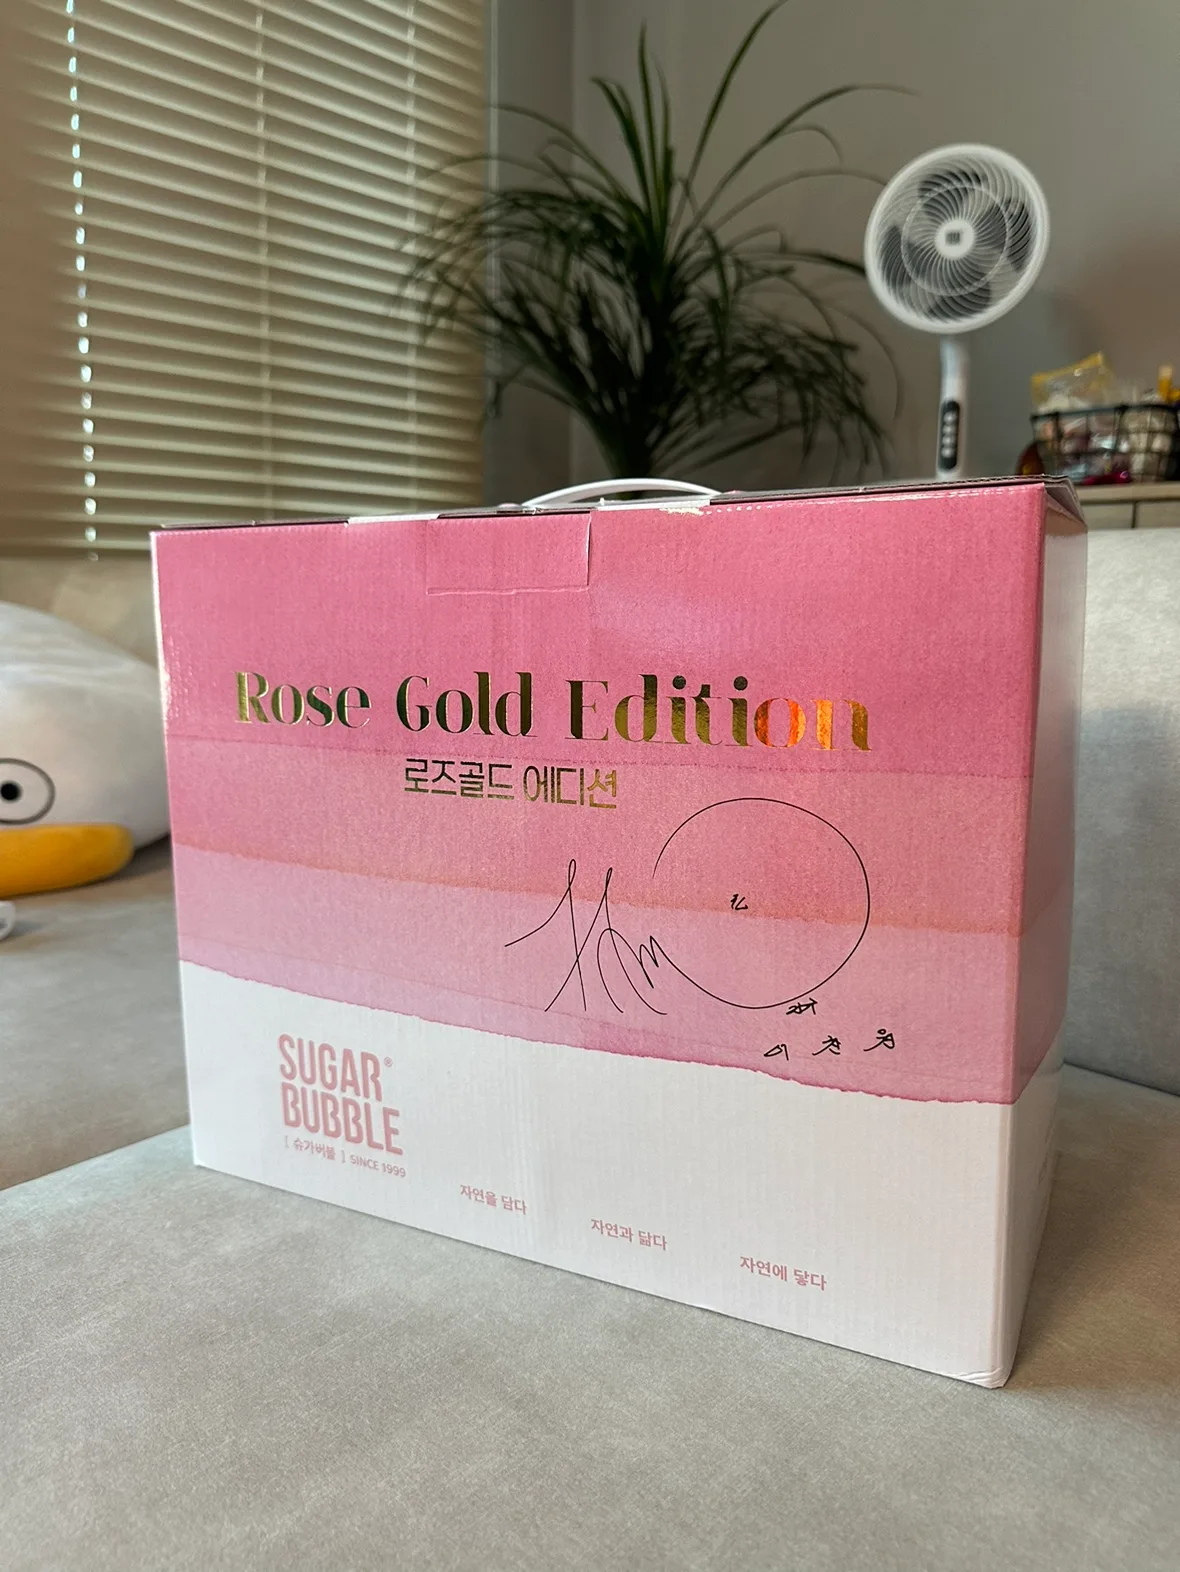 Rose Gold Edition
로즈골드 에디션
SUGAR®
BUBBLE
[ 슈가버블 ] SINCE 1999
자연을 담다
자연과 닮다
자연에 닿다